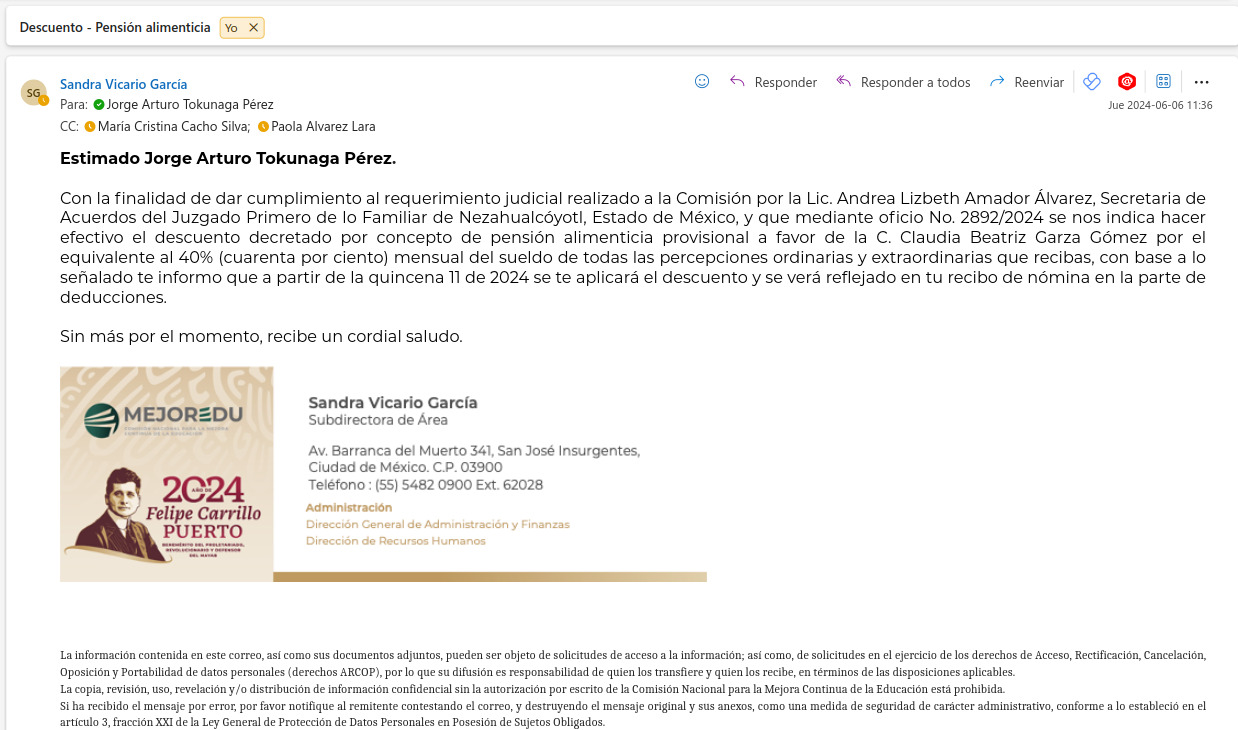 Descuento - Pensión alimenticia Yo
Sandra Vicario García
SG
Responder Responder a todos Reenviar
Para: Jorge Arturo Tokunaga Pérez
Jue 2024-06-06 11:36
CC: María Cristina Cacho Silva; Paola Alvarez Lara
Estimado Jorge Arturo Tokunaga Pérez.
Con la finalidad de dar cumplimiento al requerimiento judicial realizado a la Comisión por la Lic. Andrea Lizbeth Amador Álvarez, Secretaria de
Acuerdos del Juzgado Primero de lo Familiar de Nezahualcóyotl, Estado de México, y que mediante oficio No. 2892/2024 se nos indica hacer
efectivo el descuento decretado por concepto de pensión alimenticia provisional a favor de la C. Claudia Beatriz Garza Gómez por el
equivalente al 40% (cuarenta por ciento) mensual del sueldo de todas las percepciones ordinarias y extraordinarias que recibas, con base a lo
señalado te informo que a partir de la quincena 11 de 2024 se te aplicará el descuento y se verá reflejado en tu recibo de nómina en la parte de
deducciones.
Sin más por el momento, recibe un cordial saludo.
MEJOREDU
COMISIÓN NACIONAL PARA LA MEJORA
CONTINUA DE LA EDUCACIÓN
2024
AÑO DE
Felipe Carrillo
PUERTO
BENEMÉRITO DEL PROLETARIADO,
REVOLUCIONARIO Y DEFENSOR
DEL MAYAB
Sandra Vicario García
Subdirectora de Área
Av. Barranca del Muerto 341, San José Insurgentes,
Ciudad de México. C.P. 03900
Teléfono : (55) 5482 0900 Ext. 62028
Administración
Dirección General de Administración y Finanzas
Dirección de Recursos Humanos
La información contenida en este correo, así como sus documentos adjuntos, pueden ser objeto de solicitudes de acceso a la información; así como, de solicitudes en el ejercicio de los derechos de Acceso, Rectificación, Cancelación,
Oposición y Portabilidad de datos personales (derechos ARCOP), por lo que su difusión es responsabilidad de quien los transfiere y quien los recibe, en términos de las disposiciones aplicables.
La copia, revisión, uso, revelación y/o distribución de información confidencial sin la autorización por escrito de la Comisión Nacional para la Mejora Continua de la Educación está prohibida.
Si ha recibido el mensaje por error, por favor notifique al remitente contestando el correo, y destruyendo el mensaje original y sus anexos, como una medida de seguridad de carácter administrativo, conforme a lo estableció en el
artículo 3, fracción XXI de la Ley General de Protección de Datos Personales en Posesión de Sujetos Obligados.